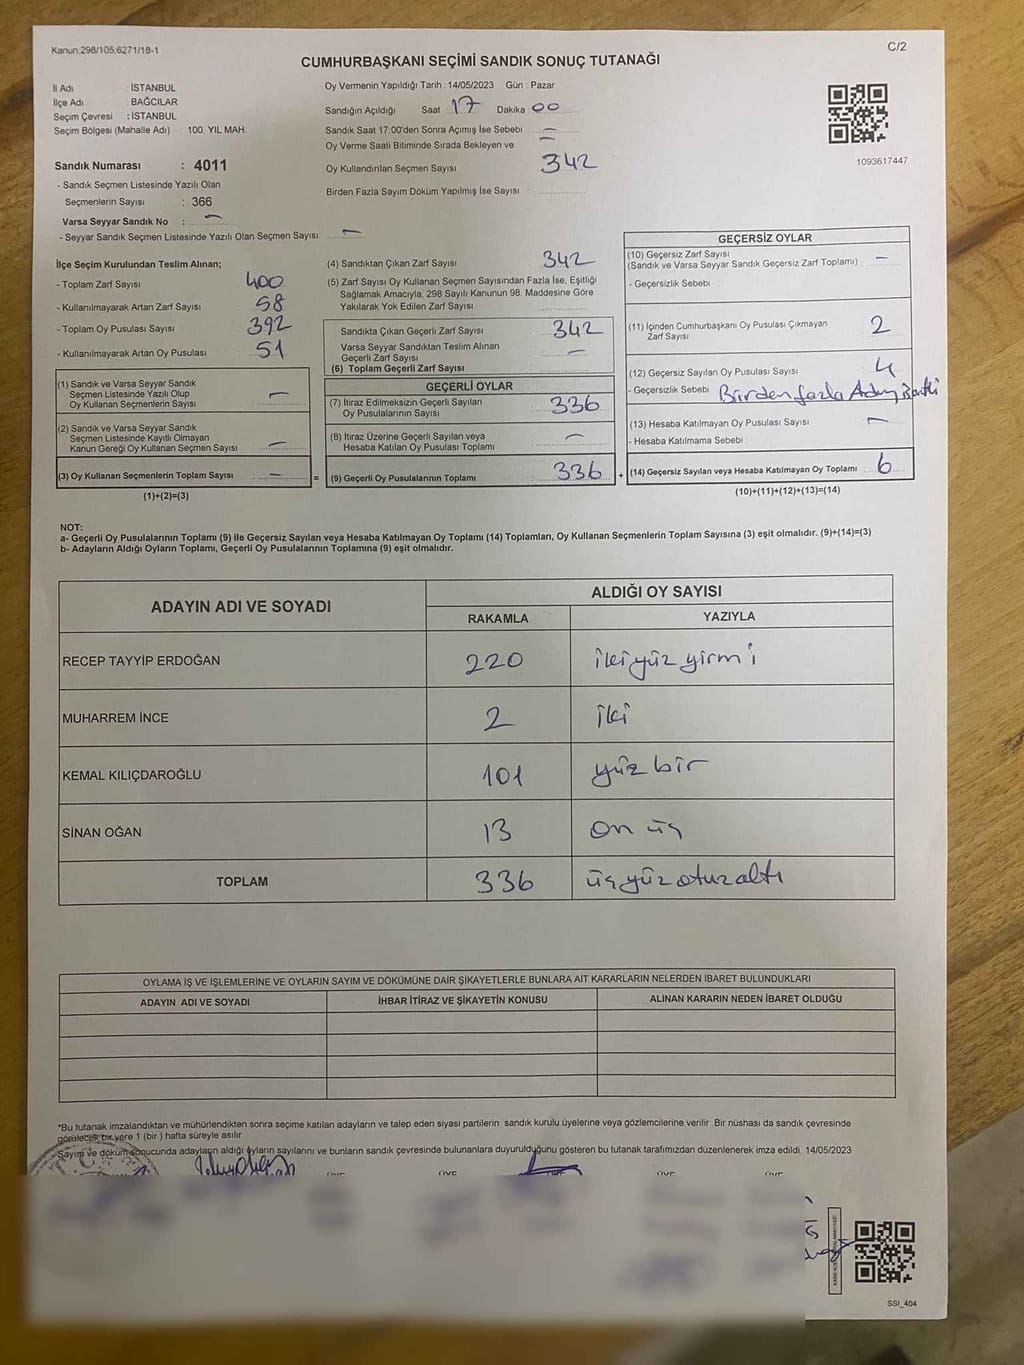 Kanun;298/105;6271/18-1
C/2
CUMHURBAŞKANI SEÇİMİ SANDIK SONUÇ TUTANAĞI
İl Adı İSTANBUL
İlçe Adı BAĞCILAR
Seçim Çevresi : İSTANBUL
Seçim Bölgesi (Mahalle Adı) 100. YIL MAH.
Oy Vermenin Yapıldığı Tarih : 14/05/2023 Gün : Pazar
Sandığın Açıldığı Saat 17 Dakika : 00
Sandık Saat 17:00'den Sonra Açımış İse Sebebi : —
Oy Verme Saati Bitiminde Sırada Bekleyen ve —
Oy Kullandırılan Seçmen Sayısı : 342
Birden Fazla Sayım Döküm Yapılmış İse Sayısı :
1093617447
Sandık Numarası : 4011
- Sandık Seçmen Listesinde Yazılı Olan
Seçmenlerin Sayısı : 366
Varsa Seyyar Sandık No : —
- Seyyar Sandık Seçmen Listesinde Yazılı Olan Seçmen Sayısı: —
İlçe Seçim Kurulundan Teslim Alınan;
- Toplam Zarf Sayısı 400
- Kullanılmayarak Artan Zarf Sayısı 58
- Toplam Oy Pusulası Sayısı 392
- Kullanılmayarak Artan Oy Pusulası 51
(1) Sandık ve Varsa Seyyar Sandık
Seçmen Listesinde Yazılı Olup
Oy Kullanan Seçmenlerin Sayısı : —
(2) Sandık ve Varsa Seyyar Sandık
Seçmen Listesinde Kayıtlı Olmayan
Kanun Gereği Oy Kullanan Seçmen Sayısı : —
(3) Oy Kullanan Seçmenlerin Toplam Sayısı : — =
(1)+(2)=(3)
(4) Sandıktan Çıkan Zarf Sayısı : 342
(5) Zarf Sayısı Oy Kullanan Seçmen Sayısından Fazla İse, Eşitliği
Sağlamak Amacıyla, 298 Sayılı Kanunun 98. Maddesine Göre
Yakılarak Yok Edilen Zarf Sayısı :
Sandıkta Çıkan Geçerli Zarf Sayısı : 342
Varsa Seyyar Sandıktan Teslim Alınan
Geçerli Zarf Sayısı : —
(6) Toplam Geçerli Zarf Sayısı :
GEÇERLİ OYLAR
(7) İtiraz Edilmeksizin Geçerli Sayılan
Oy Pusulalarının Sayısı : 336
(8) İtiraz Üzerine Geçerli Sayılan veya
Hesaba Katılan Oy Pusulası Toplamı : —
(9) Geçerli Oy Pusulalarının Toplamı : 336 +
GEÇERSİZ OYLAR
(10) Geçersiz Zarf Sayısı
(Sandık ve Varsa Seyyar Sandık Geçersiz Zarf Toplamı) : —
- Geçersizlik Sebebi :
(11) İçinden Cumhurbaşkanı Oy Pusulası Çıkmayan
Zarf Sayısı : 2
(12) Geçersiz Sayılan Oy Pusulası Sayısı : 4
- Geçersizlik Sebebi : Birden fazla Aday
(13) Hesaba Katılmayan Oy Pusulası Sayısı : —
- Hesaba Katılmama Sebebi :
(14) Geçersiz Sayılan veya Hesaba Katılmayan Oy Toplamı : 6
(10)+(11)+(12)+(13)=(14)
NOT:
a- Geçerli Oy Pusulalarının Toplamı (9) ile Geçersiz Sayılan veya Hesaba Katılmayan Oy Toplamı (14) Toplamları, Oy Kullanan Seçmenlerin Toplam Sayısına (3) eşit olmalıdır. (9)+(14)=(3)
b- Adayların Aldığı Oyların Toplamı, Geçerli Oy Pusulalarının Toplamına (9) eşit olmalıdır.
ADAYIN ADI VE SOYADI ALDIĞI OY SAYISI
RAKAMLA YAZIYLA
RECEP TAYYİP ERDOĞAN 220 ikiyüz yirmi
MUHARREM İNCE 2 iki
KEMAL KILIÇDAROĞLU 101 yüz bir
SİNAN OĞAN 13 on üç
TOPLAM 336 üçyüzotuzaltı
OYLAMA İŞ VE İŞLEMLERİNE VE OYLARIN SAYIM VE DÖKÜMÜNE DAİR ŞİKAYETLERLE BUNLARA AİT KARARLARIN NELERDEN İBARET BULUNDUKLARI
ADAYIN ADI VE SOYADI İHBAR İTİRAZ VE ŞİKAYETİN KONUSU ALINAN KARARIN NEDEN İBARET OLDUĞU
*Bu tutanak imzalandıktan ve mühürlendikten sonra seçime katılan adayların ve talep eden siyasi partilerin sandık kurulu üyelerine veya gözlemcilerine verilir. Bir nüshası da sandık çevresinde
görülecek bir yere 1 (bir) hafta süreyle asılır.
Sayım ve döküm sonucunda adayların aldığı oyların sayılarını ve bunların sandık çevresinde bulunanlara duyurulduğunu gösteren bu tutanak tarafımızdan düzenlenerek imza edildi. 14/05/2023
T.C.
SSI_404